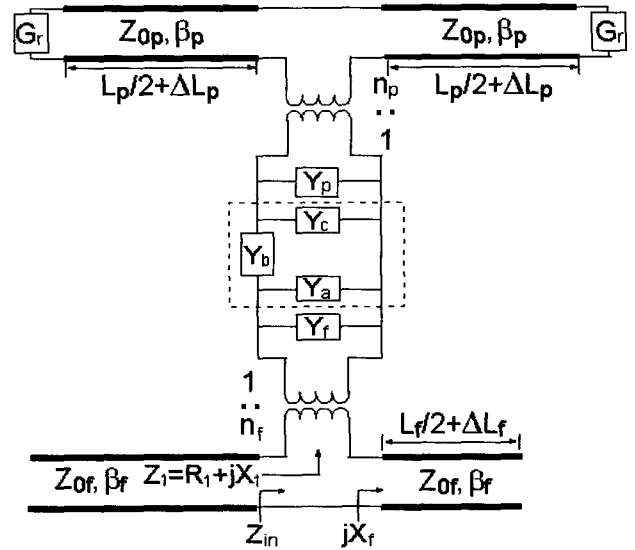 Gr
Z0p, βp
Z0p, βp
Gr
Lp/2+ΔLp
np
Lp/2+ΔLp
..
1
Yp
Yc
Yb
Ya
Yf
1
..
nf
Lf/2+ΔLf
Z0f, βf
Z1=R1+jX1
Z0f, βf
Zin
jXf